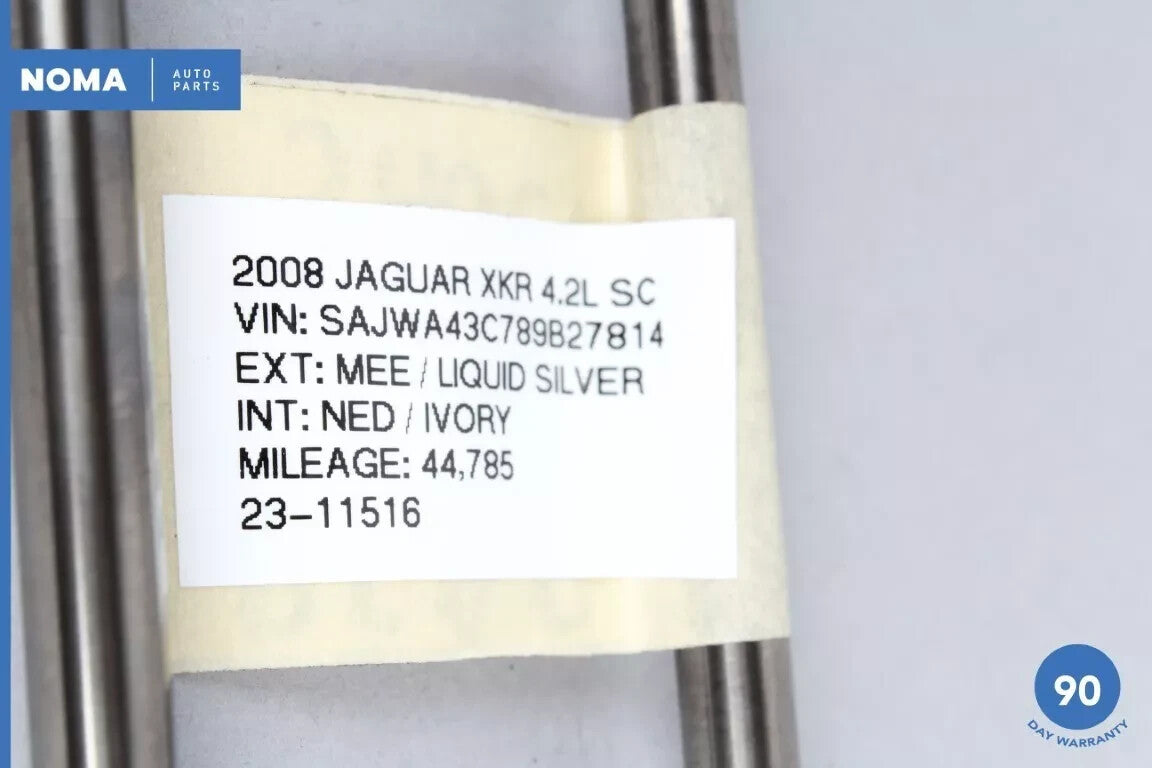 NOMA
AUTO
PARTS
2008 JAGUAR XKR 4.2L SC
VIN: SAJWA43C789B27814
EXT: MEE / LIQUID SILVER
INT: NED / IVORY
MILEAGE: 44,785
23-11516
90
DAY WARRANTY